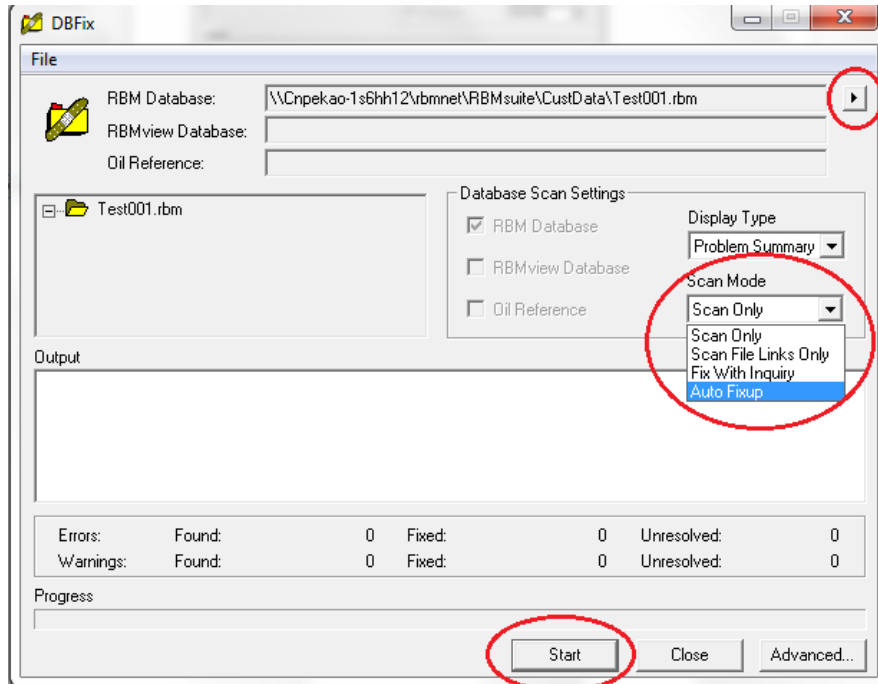 DBFix
File
RBM Database: \\Cnpekao-1s6hh12\rbmnet\RBMsuite\CustData\Test001.rbm
RBMview Database:
Oil Reference:
Test001.rbm
Database Scan Settings
RBM Database
RBMview Database
Oil Reference
Display Type
Problem Summary
Scan Mode
Scan Only
Scan Only
Scan File Links Only
Fix With Inquiry
Auto Fixup
Output
Errors: Found: 0 Fixed: 0 Unresolved: 0
Warnings: Found: 0 Fixed: 0 Unresolved: 0
Progress
Start Close Advanced...